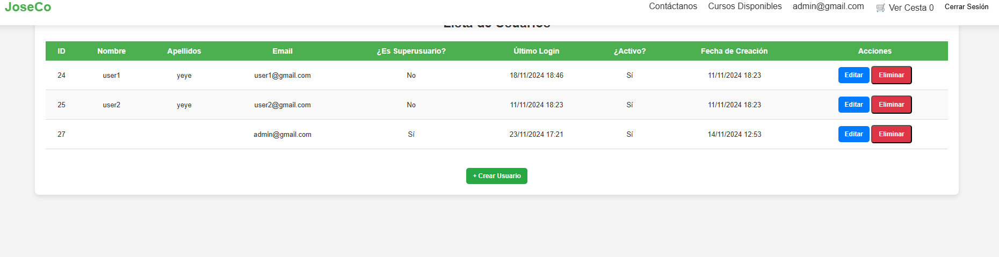 JoseCo
Contáctanos Cursos Disponibles admin@gmail.com 🛒 Ver Cesta 0 Cerrar Sesión
Lista de Usuarios
ID Nombre Apellidos Email ¿Es Superusuario? Último Login ¿Activo? Fecha de Creación Acciones
24 user1 yeye user1@gmail.com No 18/11/2024 18:46 Sí 11/11/2024 18:23 Editar Eliminar
25 user2 yeye user2@gmail.com No 11/11/2024 18:23 Sí 11/11/2024 18:23 Editar Eliminar
27 admin@gmail.com Sí 23/11/2024 17:21 Sí 14/11/2024 12:53 Editar Eliminar
+ Crear Usuario